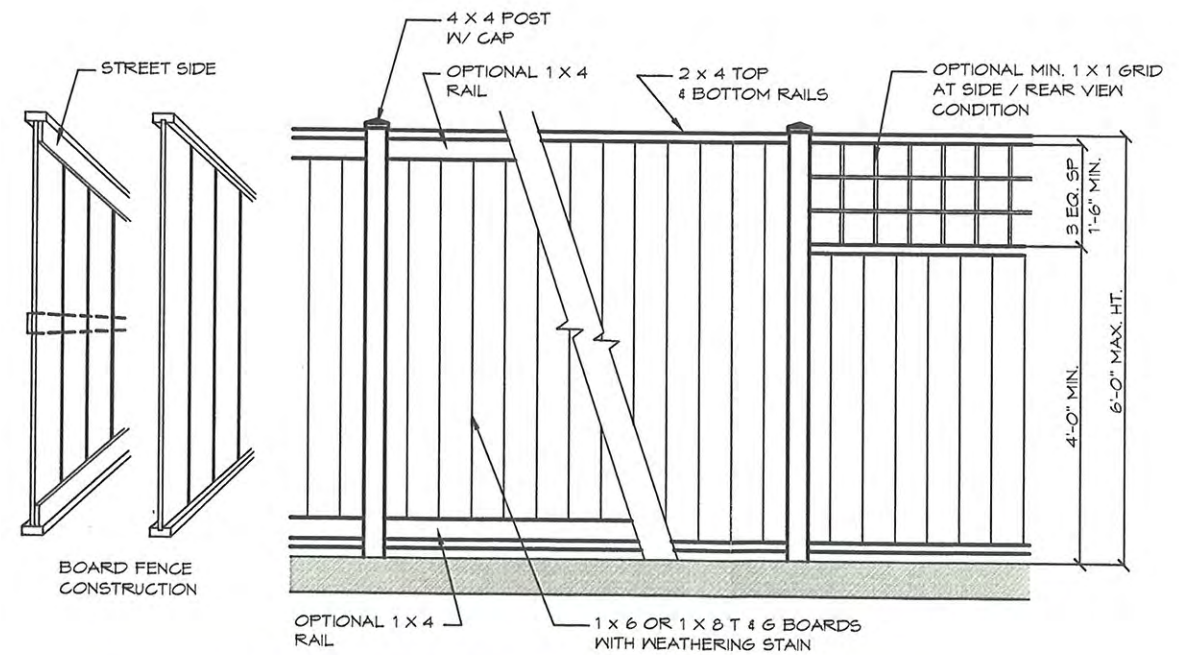 4 X 4 POST
W/ CAP
STREET SIDE
OPTIONAL 1 X 4
RAIL
2 x 4 TOP
& BOTTOM RAILS
OPTIONAL MIN. 1 X 1 GRID
AT SIDE / REAR VIEW
CONDITION
3 EQ. SP
1'-6" MIN.
4'-0" MIN.
6'-0" MAX. HT.
BOARD FENCE
CONSTRUCTION
OPTIONAL 1 X 4
RAIL
1 x 6 OR 1 X 8 T & G BOARDS
WITH WEATHERING STAIN